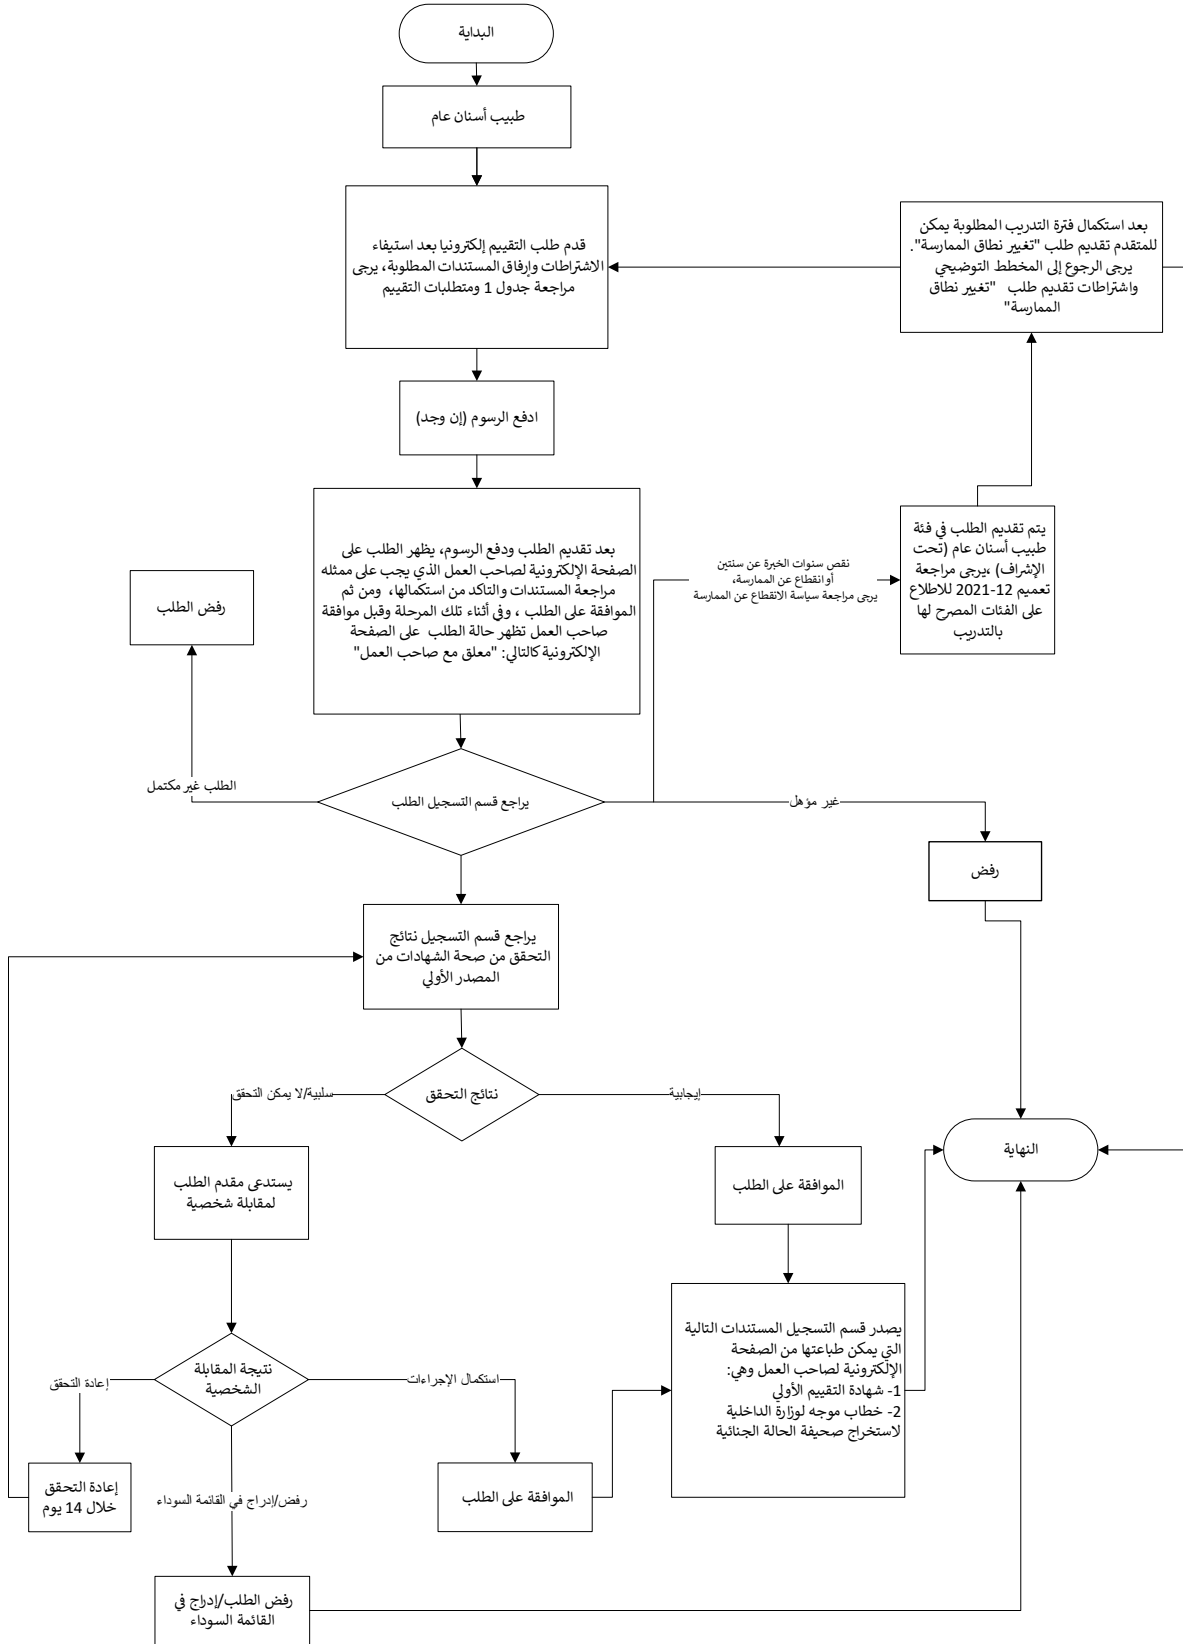 البداية
طبيب أسنان عام
قدم طلب التقييم إلكترونيا بعد استيفاء
الاشتراطات وإرفاق المستندات المطلوبة، يرجى
مراجعة جدول 1 ومتطلبات التقييم
بعد استكمال فترة التدريب المطلوبة يمكن
للمتقدم تقديم طلب "تغيير نطاق الممارسة".
يرجى الرجوع إلى المخطط التوضيحي
واشتراطات تقديم طلب "تغيير نطاق
الممارسة"
ادفع الرسوم (إن وجد)
بعد تقديم الطلب ودفع الرسوم، يظهر الطلب على
الصفحة الإلكترونية لصاحب العمل الذي يجب على ممثله
مراجعة المستندات والتاكد من استكمالها، ومن ثم
الموافقة على الطلب ، وفي أثناء تلك المرحلة وقبل موافقة
صاحب العمل تظهر حالة الطلب على الصفحة
الإلكترونية كالتالي: "معلق مع صاحب العمل"
نقص سنوات الخبرة عن سنتين
أو انقطاع عن الممارسة،
يرجى مراجعة سياسة الانقطاع عن الممارسة
يتم تقديم الطلب في فئة
طبيب أسنان عام (تحت
الإشراف) ،يرجى مراجعة
تعميم 12-2021 للاطلاع
على الفئات المصرح لها
بالتدريب
رفض الطلب
الطلب غير مكتمل
يراجع قسم التسجيل الطلب
غير مؤهل
رفض
يراجع قسم التسجيل نتائج
التحقق من صحة الشهادات من
المصدر الأولي
نتائج التحقق
إيجابية
سلبية/لا يمكن التحقق
النهاية
الموافقة على الطلب
يستدعى مقدم الطلب
لمقابلة شخصية
يصدر قسم التسجيل المستندات التالية
التي يمكن طباعتها من الصفحة
الإلكترونية لصاحب العمل وهي:
1- شهادة التقييم الأولي
2- خطاب موجه لوزارة الداخلية
لاستخراج صحيفة الحالة الجنائية
نتيجة المقابلة
الشخصية
استكمال الإجراءات
إعادة التحقق
الموافقة على الطلب
رفض/إدراج في القائمة السوداء
إعادة التحقق
خلال 14 يوم
رفض الطلب/إدراج في
القائمة السوداء